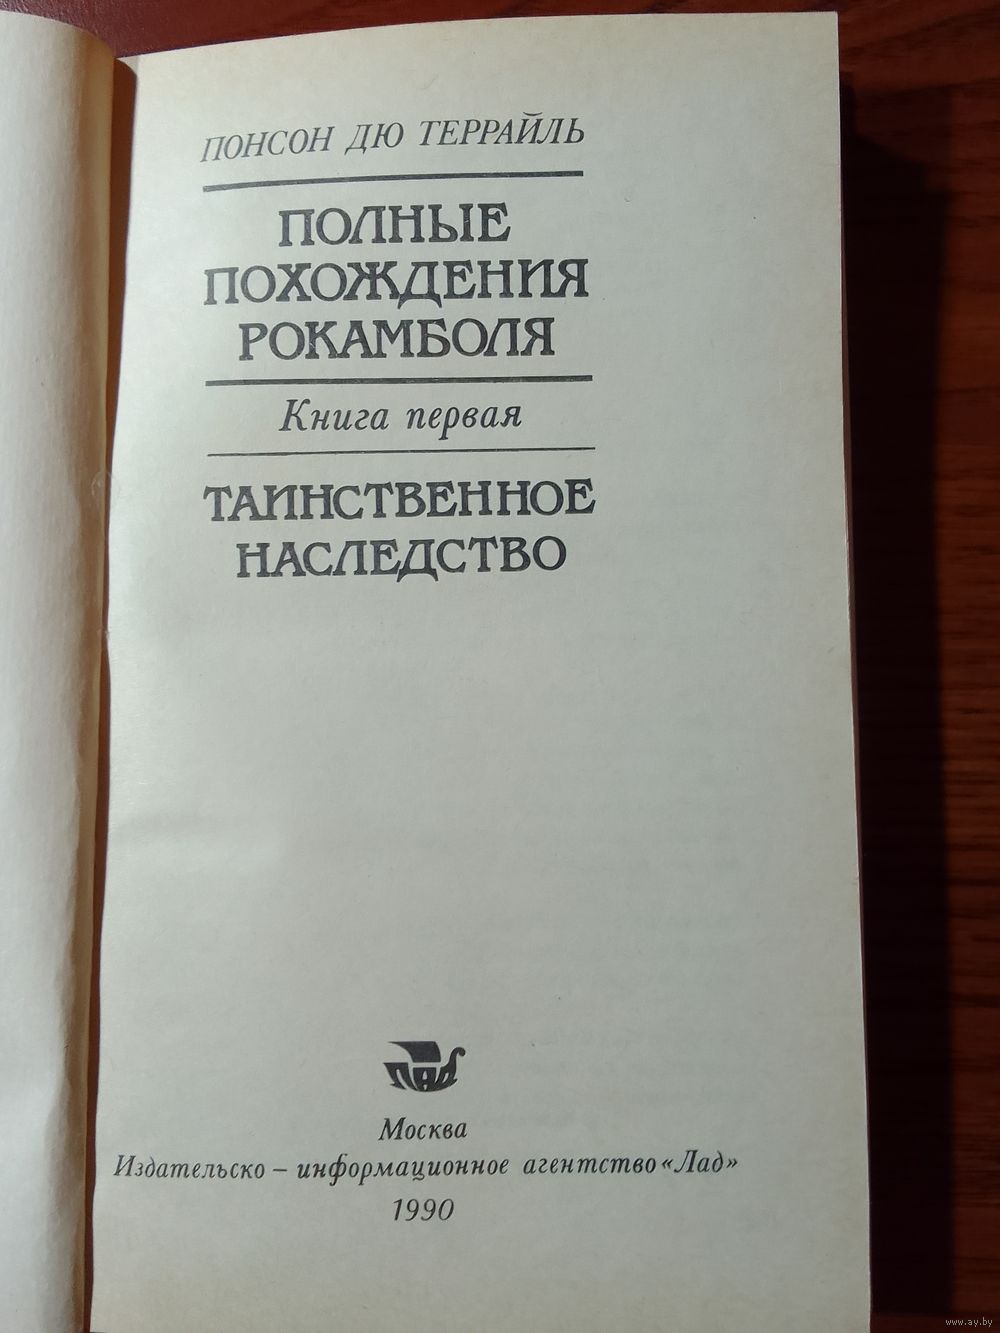 ПОНСОН ДЮ ТЕРРАЙЛЬ
ПОЛНЫЕ
ПОХОЖДЕНИЯ
РОКАМБОЛЯ
Книга первая
ТАИНСТВЕННОЕ
НАСЛЕДСТВО
ЛАД
Москва
Издательско – информационное агентство «Лад»
1990
www.ay.by